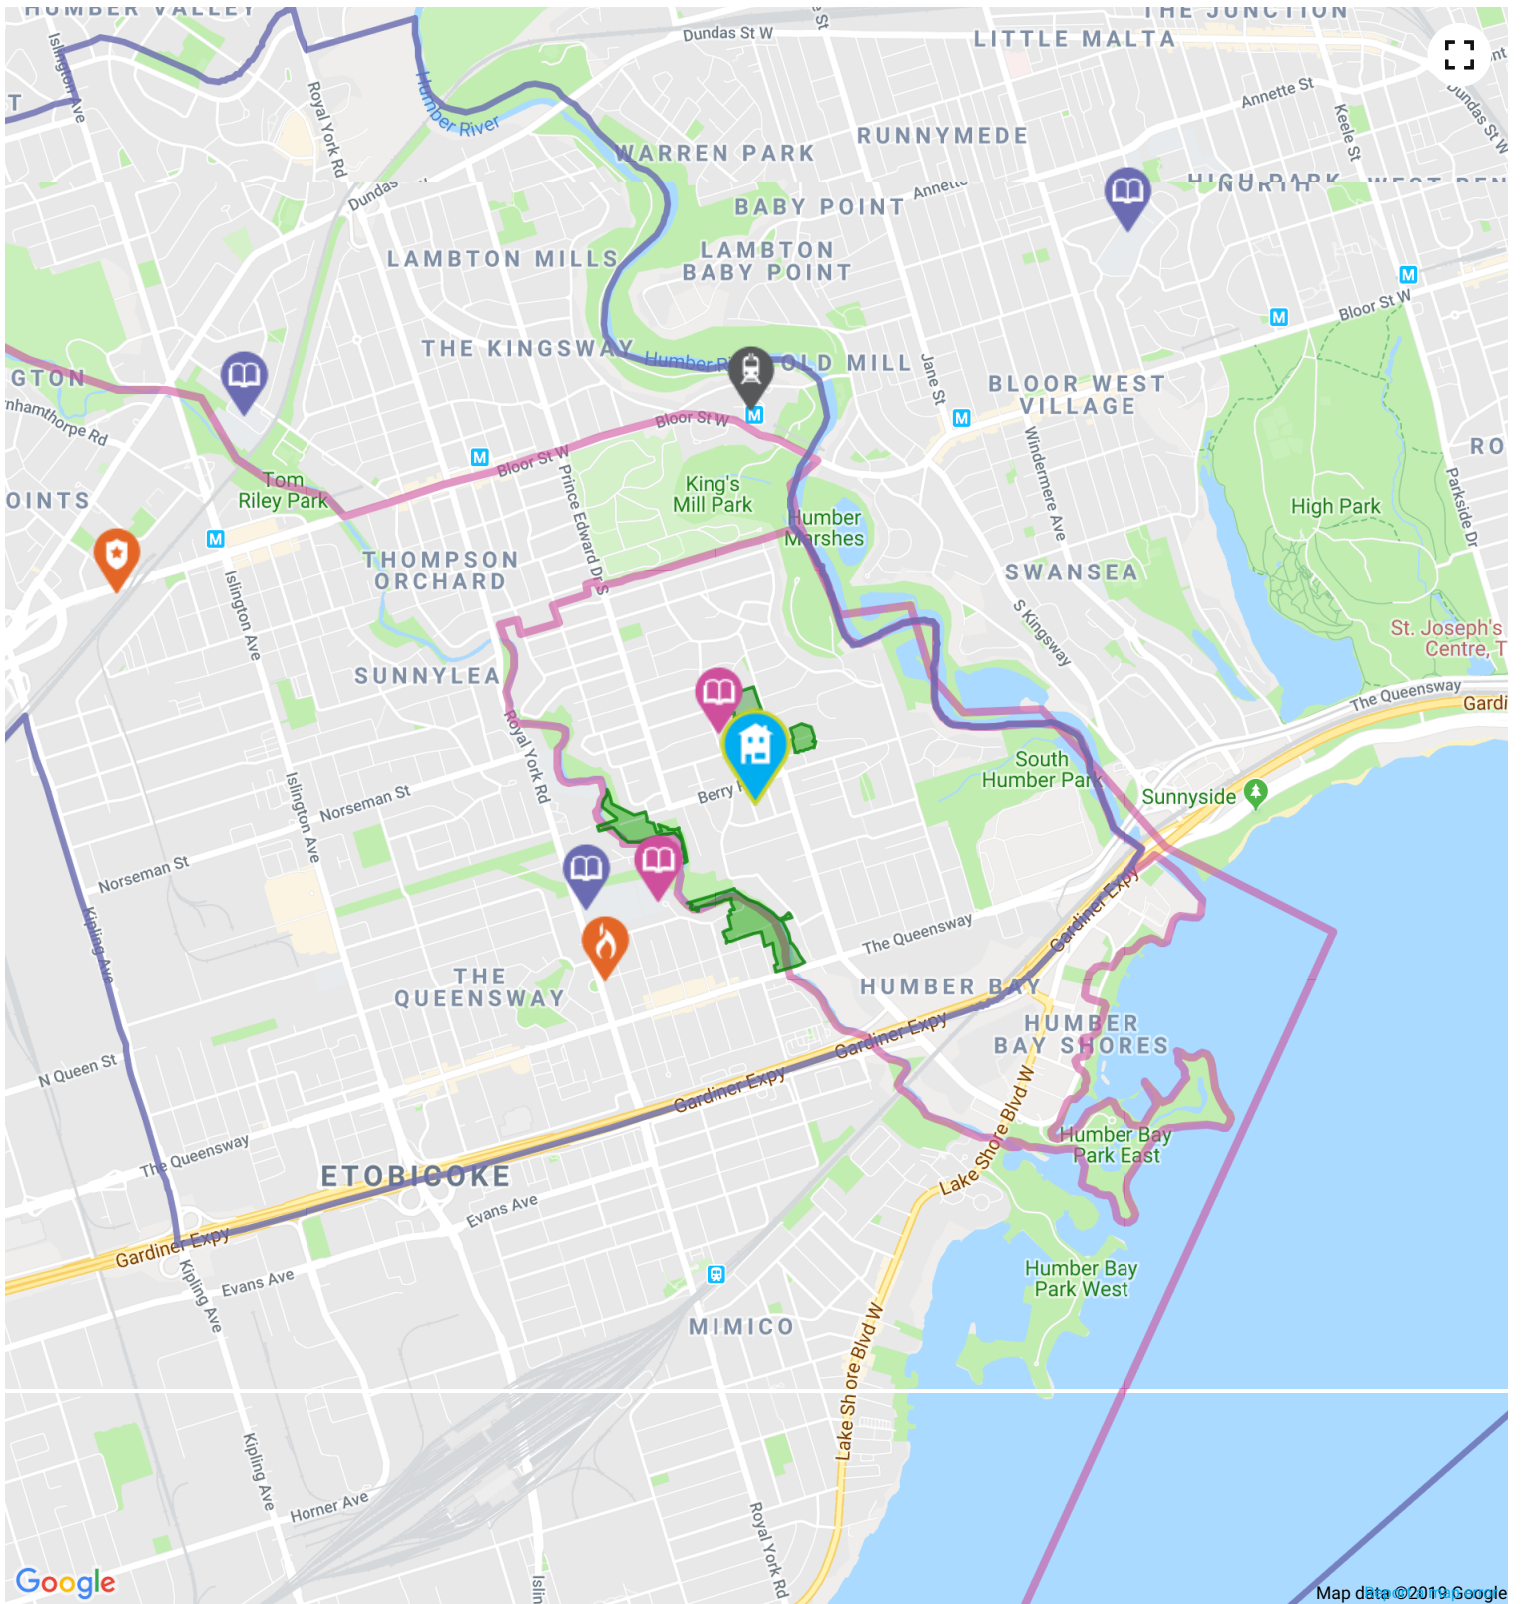 HUMBER VALLEY
THE JUNCTION
Dundas St W
LITTLE MALTA
Islington Ave
Royal York Rd
Humber River
Annette St
Keele St
Dundas St W
RUNNYMEDE
WARREN PARK
BABY POINT
LAMBTON
BABY POINT
LAMBTON MILLS
Dundas
Annette
HIGH PARK
NORTH
Bloor St W
THE KINGSWAY
OLD MILL
Jane St
BLOOR WEST
VILLAGE
GTON
rnhamthorpe Rd
Bloor St W
Bloor St W
Windermere Ave
RO
Parkside Dr
Tom
Riley Park
King's
Mill Park
Prince Edward Dr S
High Park
OINTS
Humber
Marshes
THOMPSON
ORCHARD
SWANSEA
Islington Ave
S Kingsway
St. Joseph's
Centre, T
SUNNYLEA
The Queensway
Gardi
Royal York Rd
South
Humber Park
Berry
Sunnyside
Norseman St
Islington Ave
Norseman St
Kipling Ave
The Queensway
Gardiner Expy
THE
QUEENSWAY
HUMBER BAY
HUMBER
BAY SHORES
Gardiner Expy
N Queen St
Gardiner Expy
Lake Shore Blvd W
The Queensway
Humber Bay
Park East
ETOBICOKE
Evans Ave
Gardiner Expy
Evans Ave
Kipling Ave
Humber Bay
Park West
MIMICO
Lake Shore Blvd W
Kipling Ave
Horner Ave
Royal York Rd
Islin
Google
Map data ©2019 Google